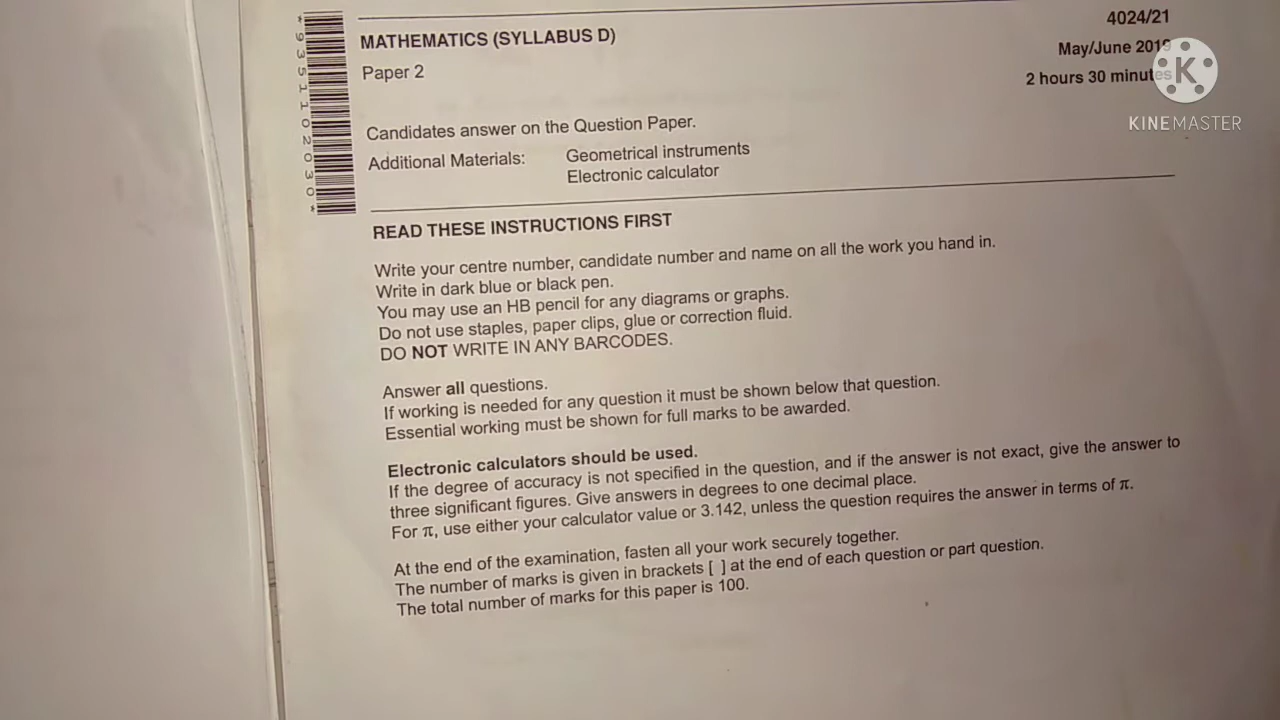 *9351102030*
MATHEMATICS (SYLLABUS D)
4024/21
Paper 2
May/June 2019
2 hours 30 minutes
K
KINEMASTER
Candidates answer on the Question Paper.
Additional Materials: Geometrical instruments
Electronic calculator
READ THESE INSTRUCTIONS FIRST
Write your centre number, candidate number and name on all the work you hand in.
Write in dark blue or black pen.
You may use an HB pencil for any diagrams or graphs.
Do not use staples, paper clips, glue or correction fluid.
DO NOT WRITE IN ANY BARCODES.
Answer all questions.
If working is needed for any question it must be shown below that question.
Essential working must be shown for full marks to be awarded.
Electronic calculators should be used.
If the degree of accuracy is not specified in the question, and if the answer is not exact, give the answer to
three significant figures. Give answers in degrees to one decimal place.
For π, use either your calculator value or 3.142, unless the question requires the answer in terms of π.
At the end of the examination, fasten all your work securely together.
The number of marks is given in brackets [ ] at the end of each question or part question.
The total number of marks for this paper is 100.